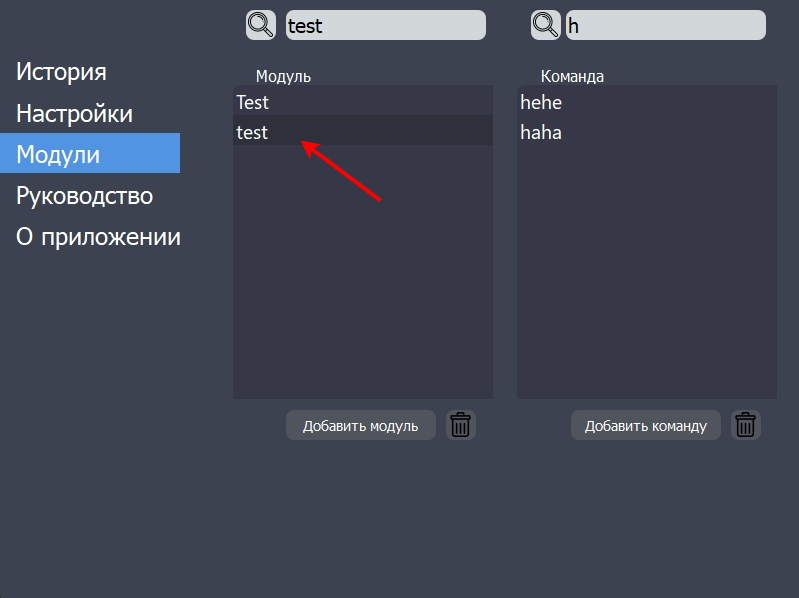 test
h
История
Настройки
Модули
Руководство
О приложении
Модуль
Test
test
Команда
hehe
haha
Добавить модуль
Добавить команду